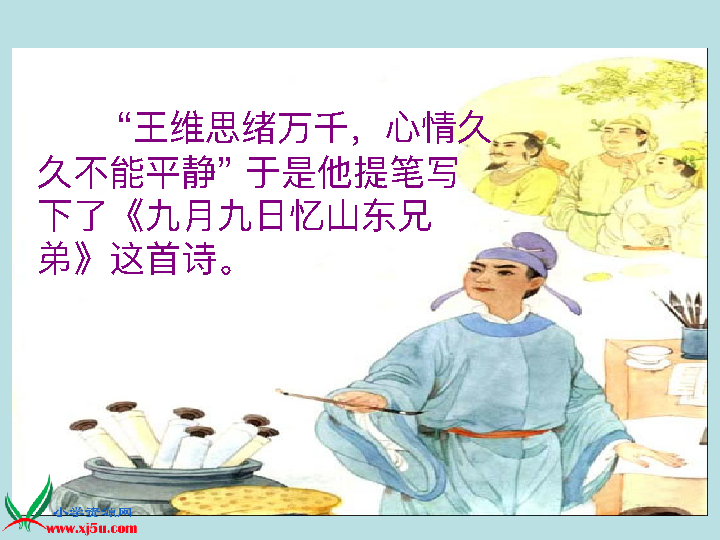 “王维思绪万千，心情久
久不能平静” 于是他提笔写
下了《九月九日忆山东兄
弟》这首诗。
小学资源网
www.xj5u.com